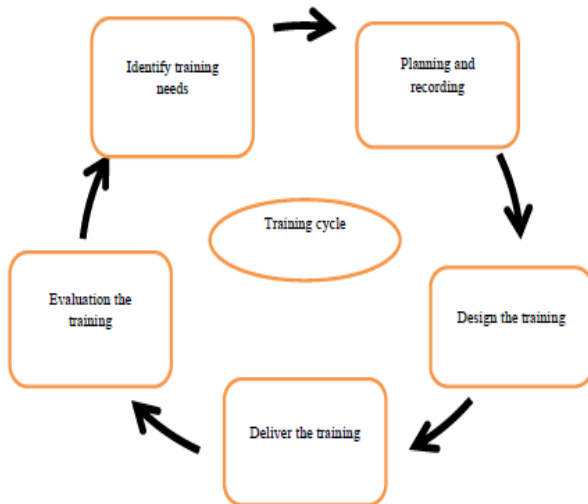 Identify training
needs
Planning and
recording
Training cycle
Evaluation the
training
Design the training
Deliver the training